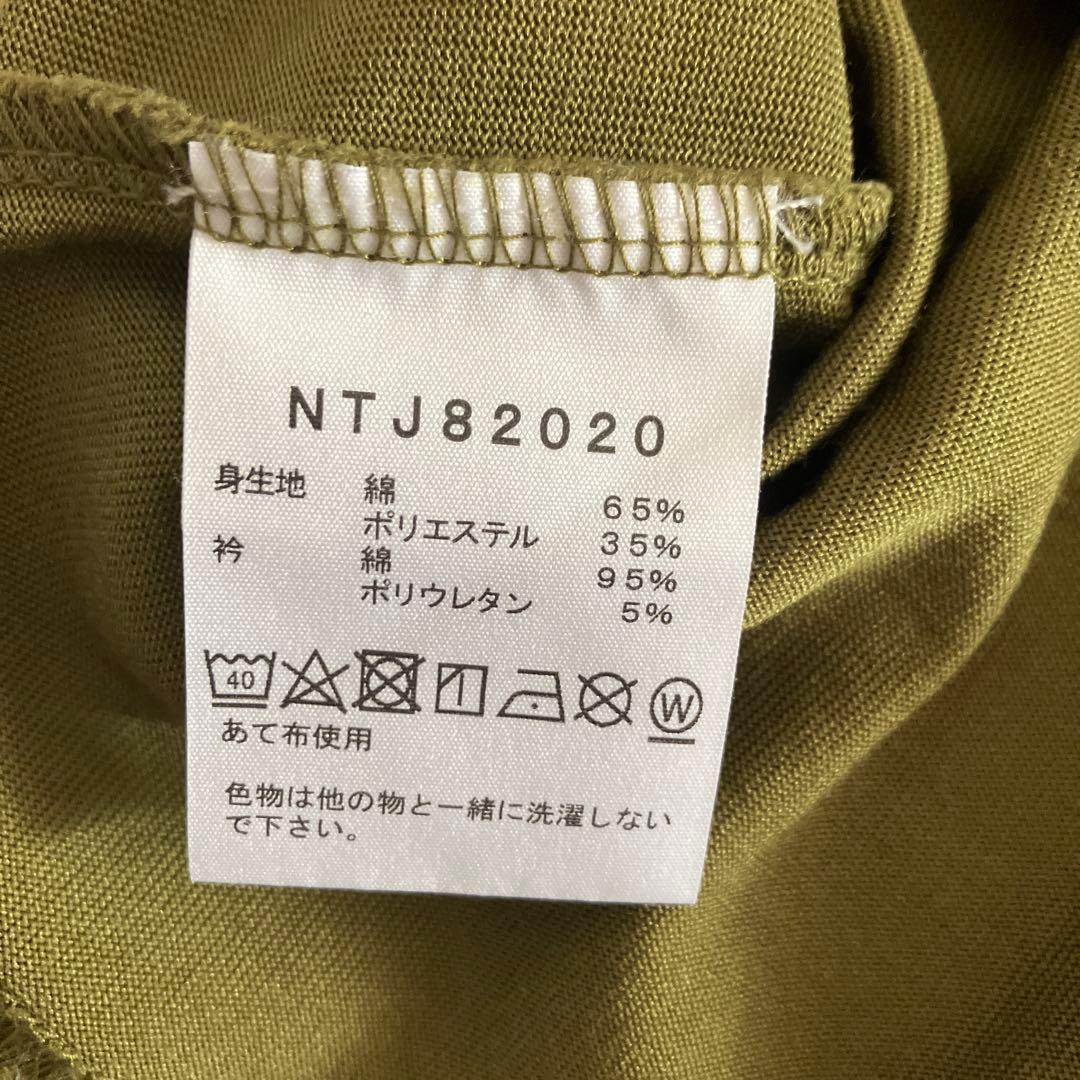 NTJ82020
身生地 綿 65%
ポリエステル 35%
衿 綿 95%
ポリウレタン 5%
40 W
あて布使用
色物は他の物と一緒に洗濯しない
で下さい。